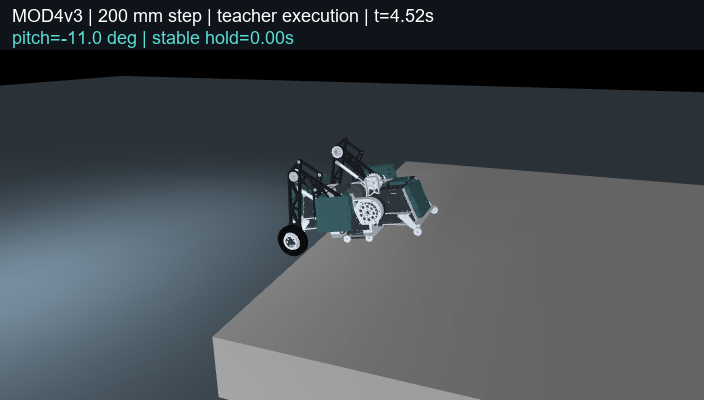 MOD4v3 | 200 mm step | teacher execution | t=4.52s
pitch=-11.0 deg | stable hold=0.00s